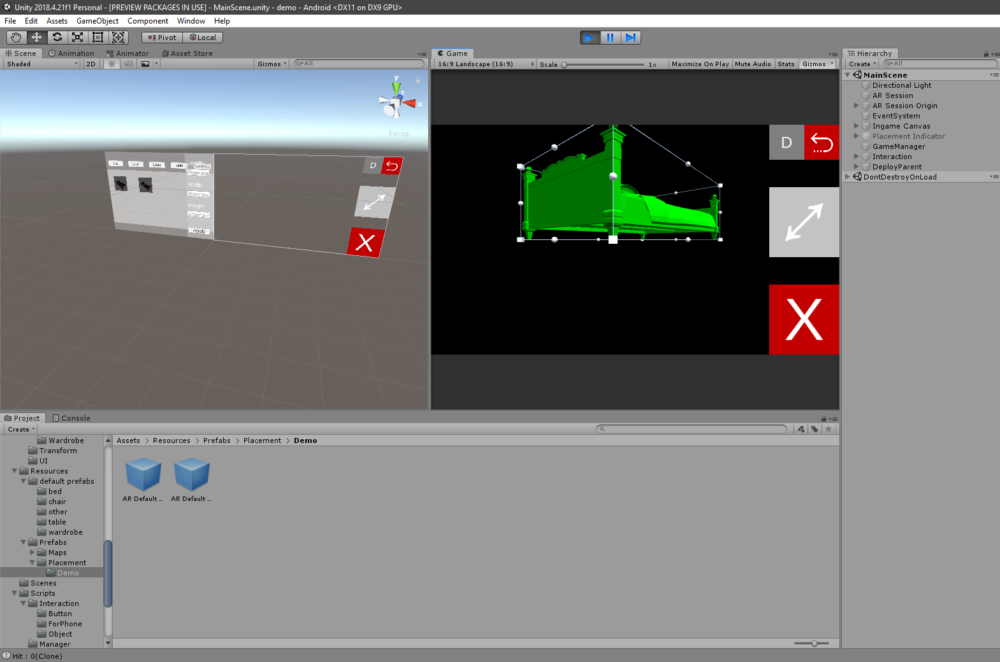 Unity 2018.4.21f1 Personal - [PREVIEW PACKAGES IN USE] - MainScene.unity - demo - Android <DX11 on DX9 GPU>
File Edit Assets GameObject Component Window Help
Pivot Local
Scene Animation Animator Asset Store
Shaded 2D Gizmos All
y
z
x
Persp
Length
Table Wardrobe
Width
Height
Apply
D
X
Game
16:9 Landscape (16:9) Scale 1x Maximize On Play Mute Audio Stats Gizmos
D
X
Hierarchy
Create All
MainScene
Directional Light
AR Session
AR Session Origin
EventSystem
Ingame Canvas
Placement Indicator
GameManager
Interaction
DeployParent
DontDestroyOnLoad
Project Console
Create
Wardrobe
Transform
UI
Resources
default prefabs
bed
chair
other
table
wardrobe
Prefabs
Maps
Placement
Demo
Scenes
Scripts
Interaction
Button
ForPhone
Object
Manager
Assets > Resources > Prefabs > Placement > Demo
AR Default ... AR Default ...
Hit : 0(Clone)